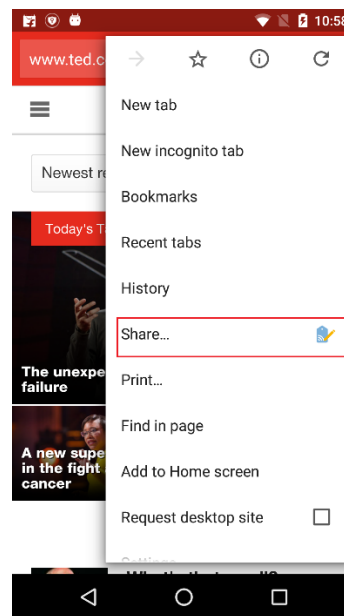 10:58
www.ted.c
New tab
New incognito tab
Bookmarks
Recent tabs
History
Share...
Print...
Find in page
Add to Home screen
Request desktop site
Settings
Newest re
Today's T
The unexpe
failure
A new supe
in the fight
cancer